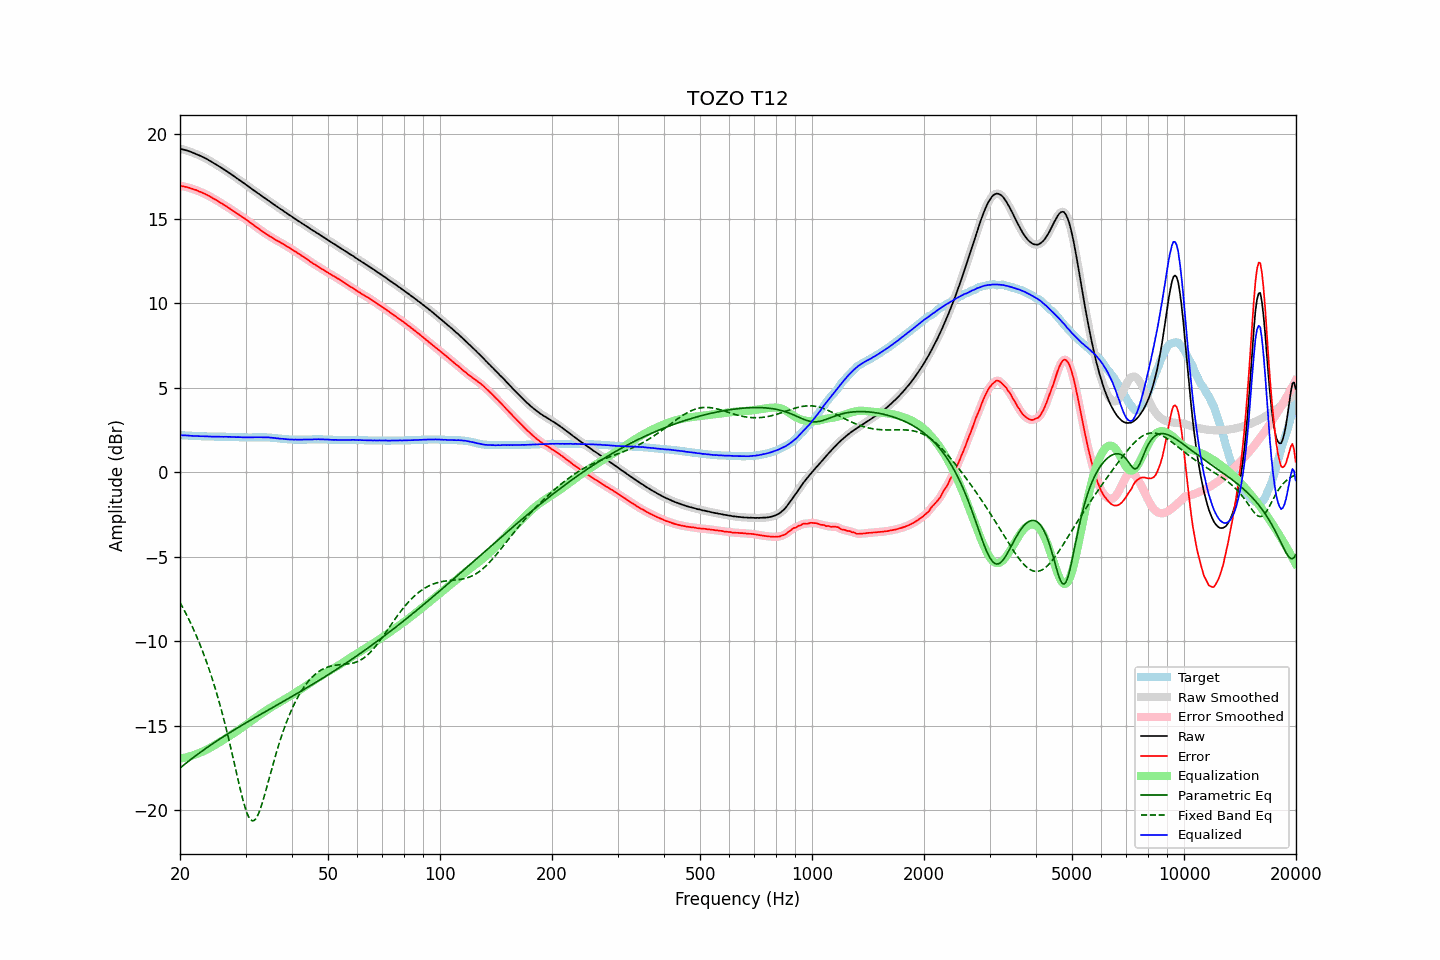 TOZO T12
Amplitude (dBr)
20
15
10
5
0
−5
−10
−15
−20
20 50 100 200 500 1000 2000 5000 10000 20000
Frequency (Hz)
Target
Raw Smoothed
Error Smoothed
Raw
Error
Equalization
Parametric Eq
Fixed Band Eq
Equalized